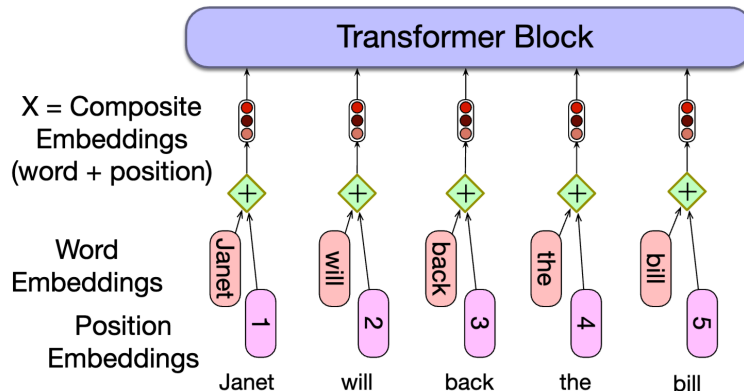 Transformer Block
X = Composite
Embeddings
(word + position)
+ + + + +
Word
Embeddings
Janet will back the bill
Position
Embeddings
1 2 3 4 5
Janet will back the bill